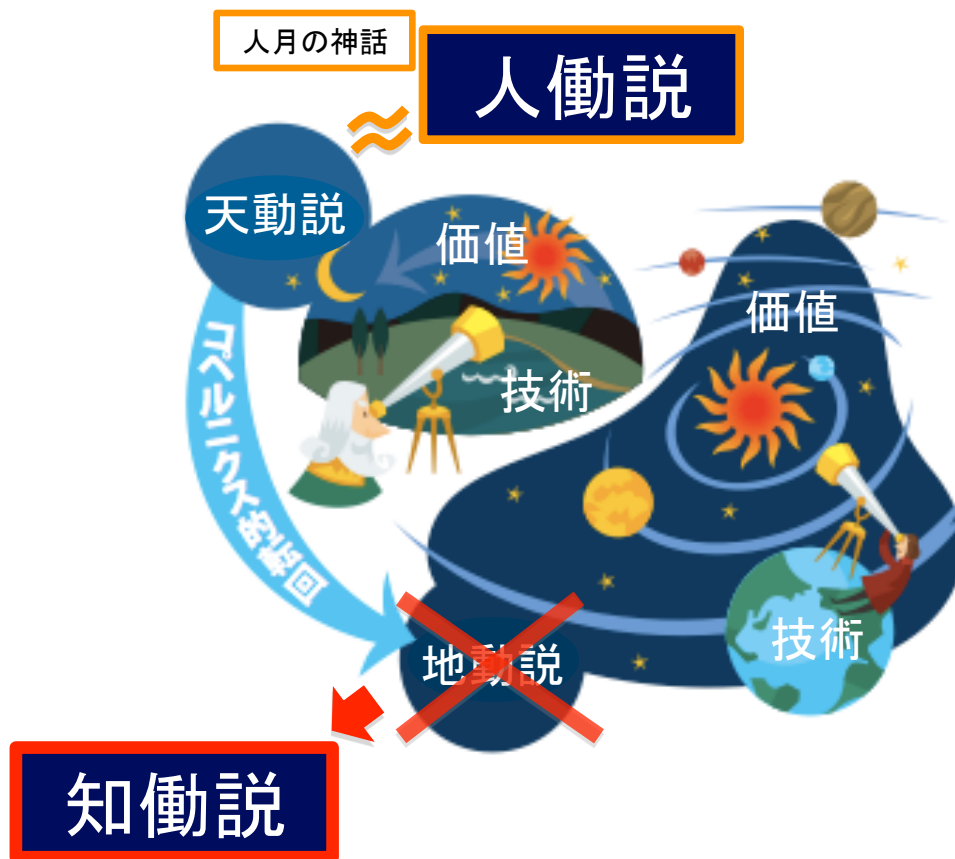 人月の神話
人働説
天動説
価値
技術
価値
技術
コペルニクス的転回
地動説
知働説